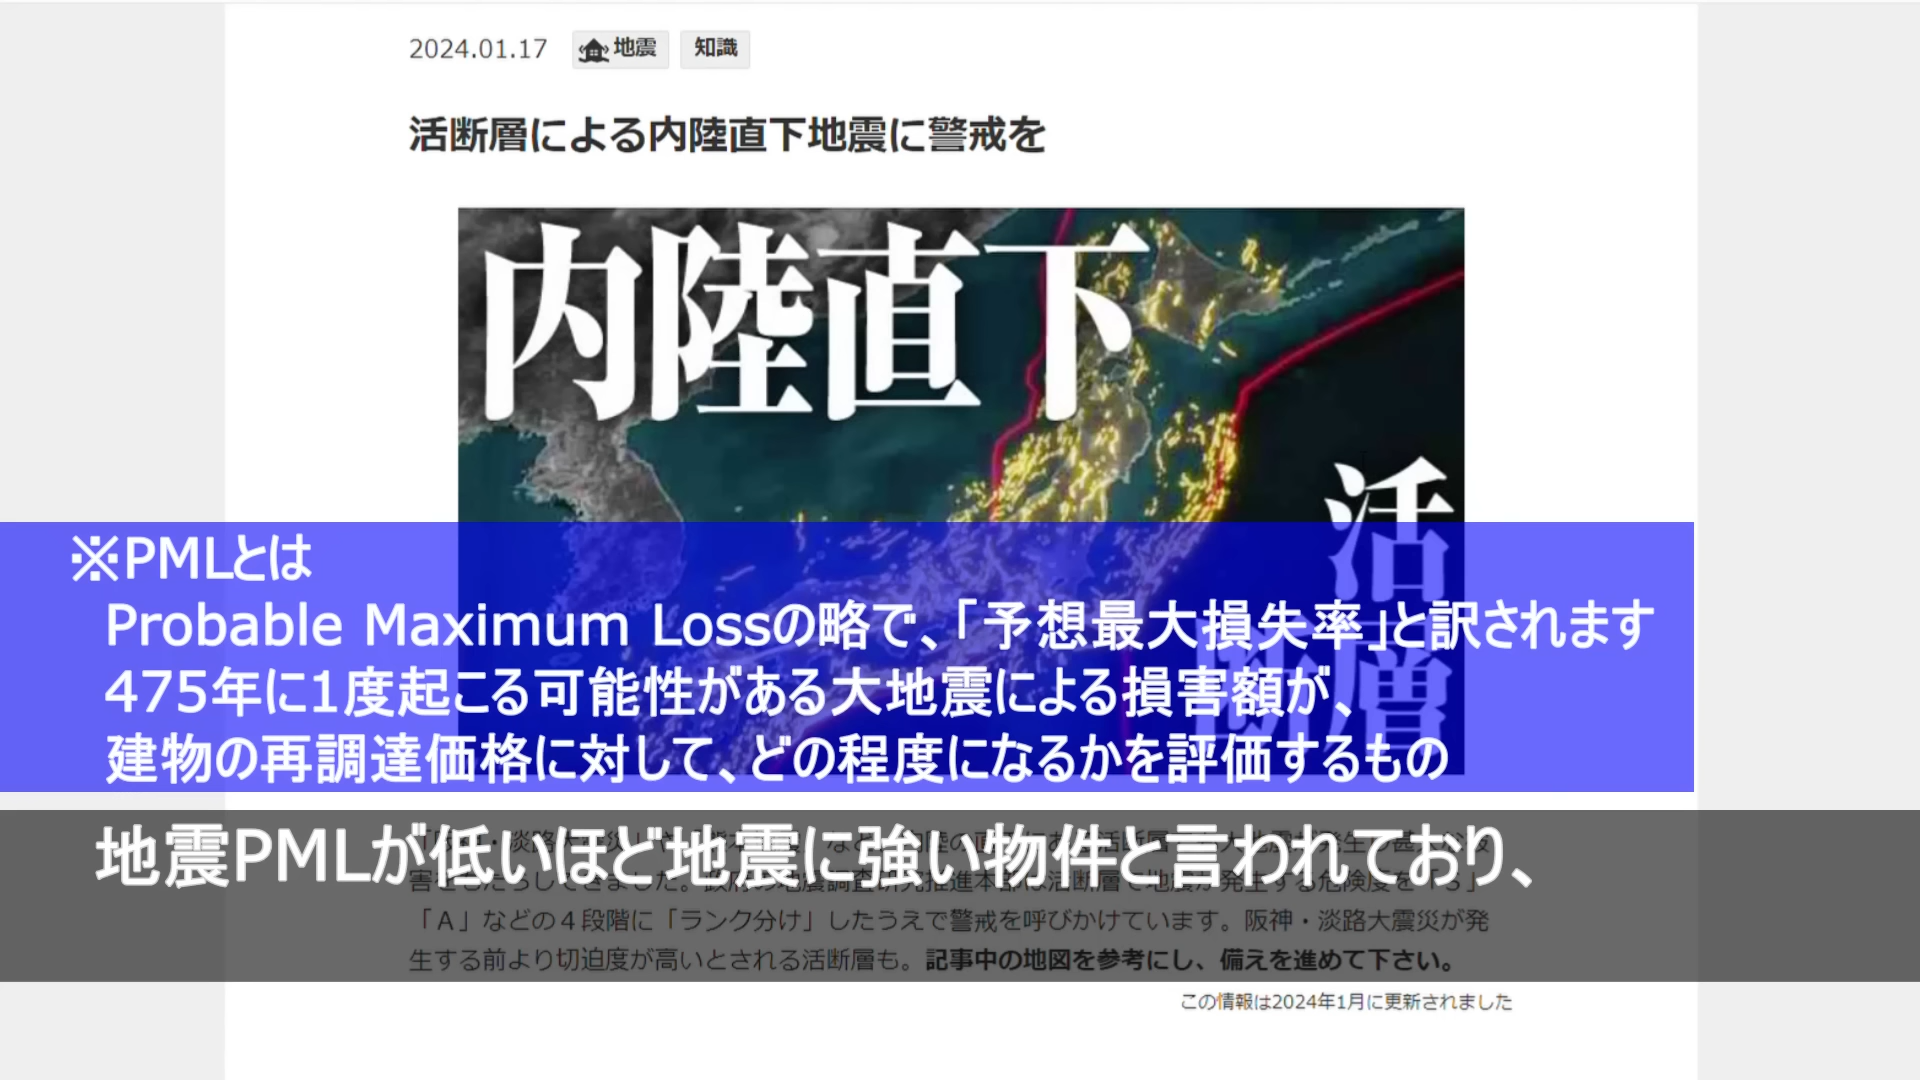 2024.01.17 地震 知識
活断層による内陸直下地震に警戒を
内陸直下
活断層
※PMLとは
Probable Maximum Lossの略で、「予想最大損失率」と訳されます
475年に1度起こる可能性がある大地震による損害額が、
建物の再調達価格に対して、どの程度になるかを評価するもの
地震PMLが低いほど地震に強い物件と言われており、
「A」などの4段階に「ランク分け」したうえで警戒を呼びかけています。阪神・淡路大震災が発
生する前より切迫度が高いとされる活断層も。記事中の地図を参考にし、備えを進めて下さい。
この情報は2024年1月に更新されました